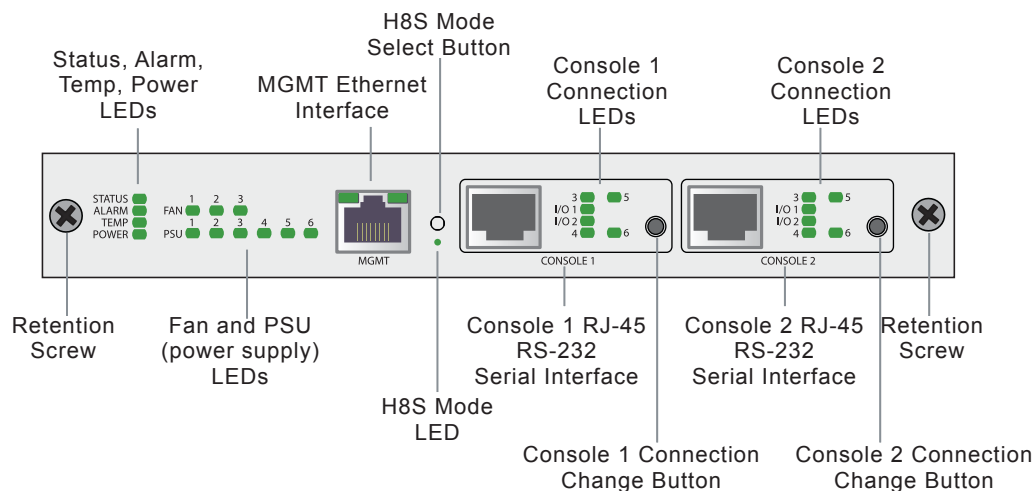 H8S Mode
Select Button
Status, Alarm,
Temp, Power
LEDs
MGMT Ethernet
Interface
Console 1
Connection
LEDs
Console 2
Connection
LEDs
STATUS
ALARM
TEMP
POWER
1 2 3
FAN
1 2 3 4 5 6
PSU
MGMT
3 5
I/O 1
I/O 2
4 6
CONSOLE 1
3 5
I/O 1
I/O 2
4 6
CONSOLE 2
Retention
Screw
Fan and PSU
(power supply)
LEDs
H8S Mode
LED
Console 1 RJ-45
RS-232
Serial Interface
Console 2 RJ-45
RS-232
Serial Interface
Retention
Screw
Console 1 Connection
Change Button
Console 2 Connection
Change Button